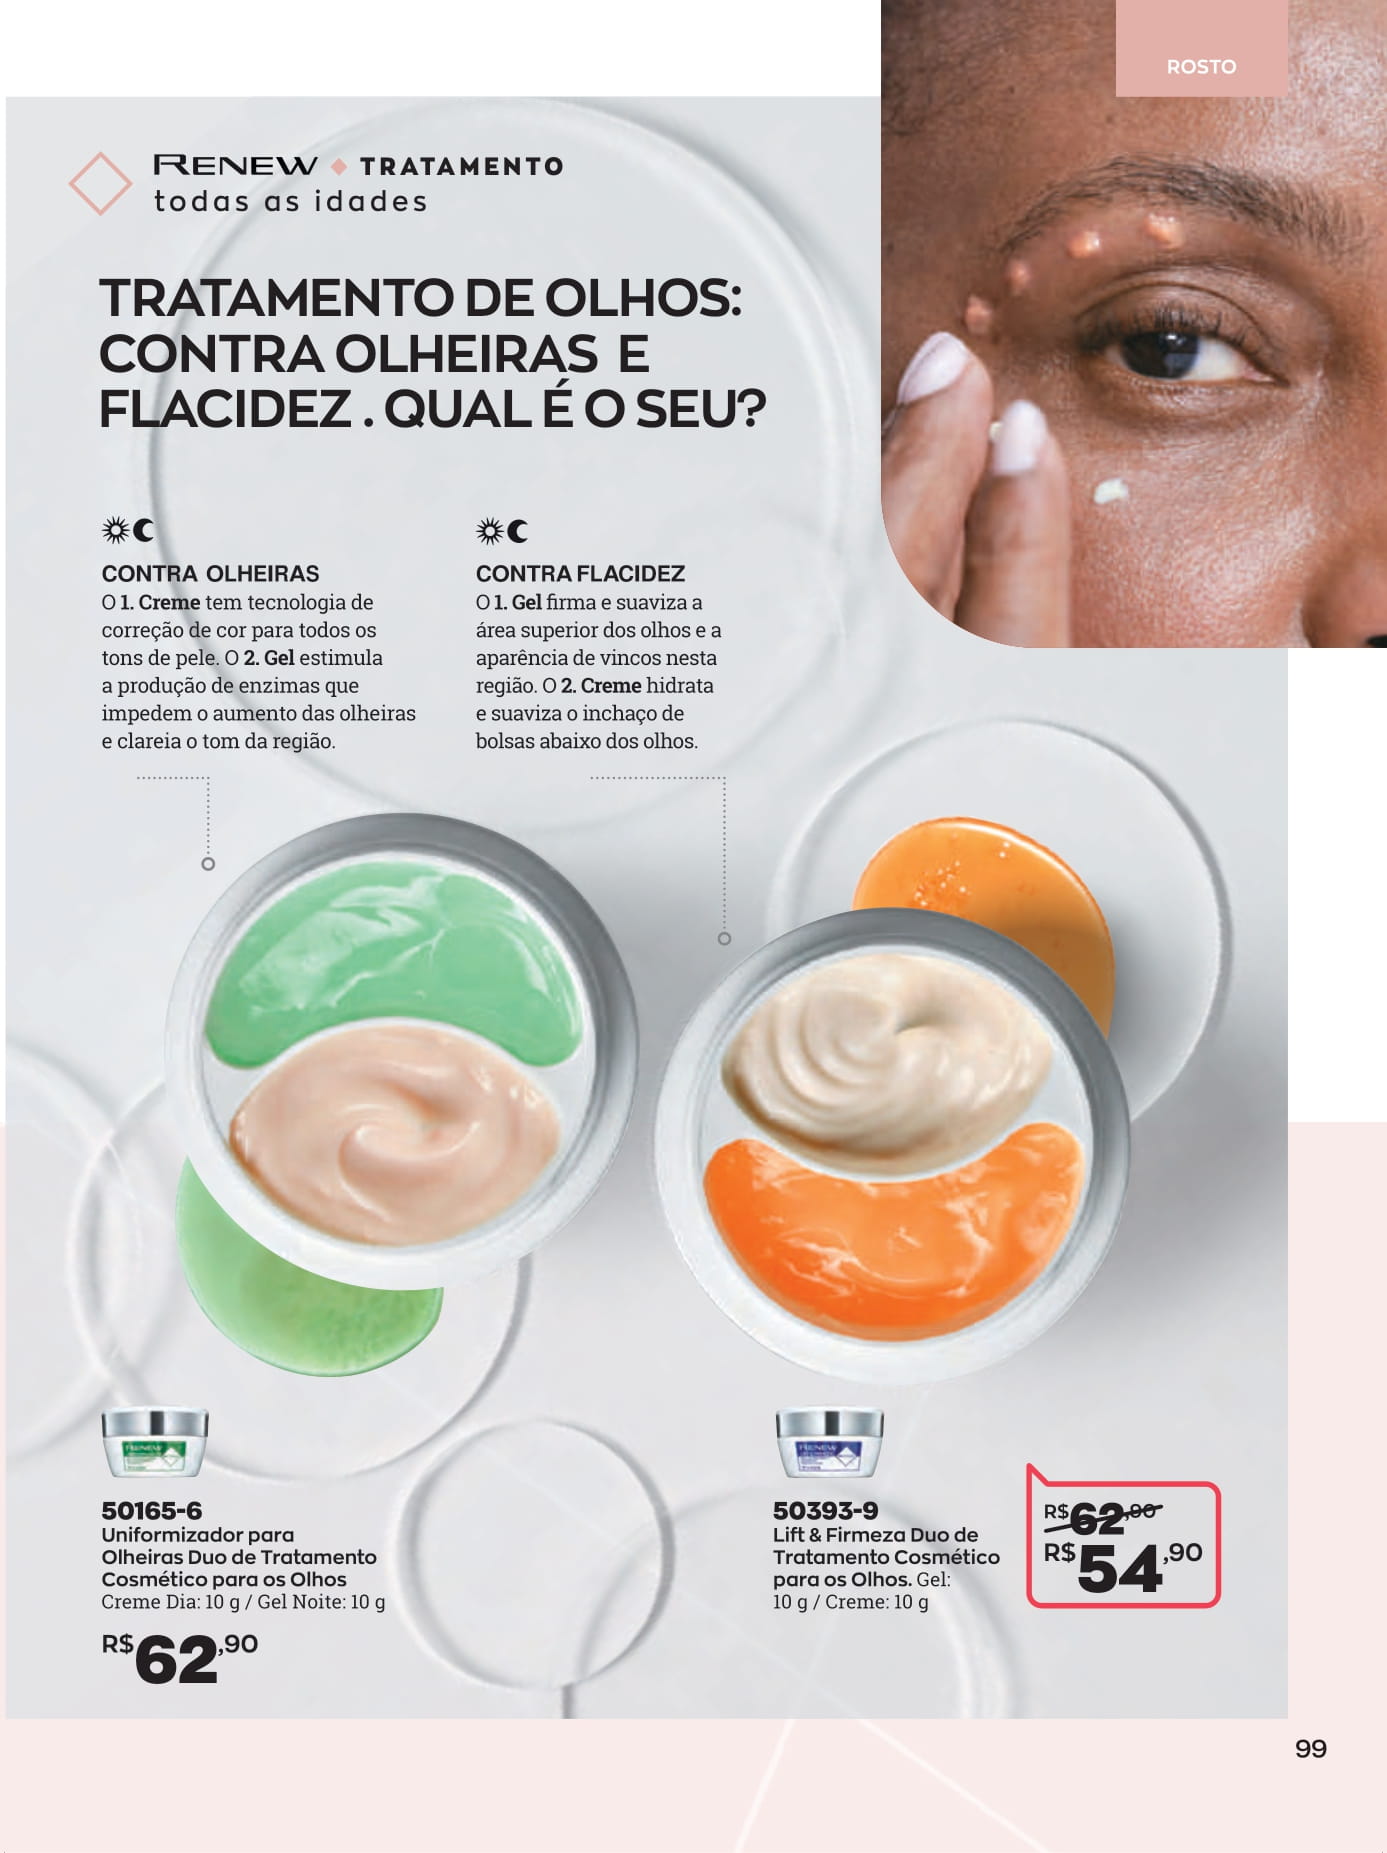 ROSTO
RENEW TRATAMENTO
todas as idades
TRATAMENTO DE OLHOS:
CONTRA OLHEIRAS E
FLACIDEZ . QUAL É O SEU?
CONTRA OLHEIRAS
O 1. Creme tem tecnologia de
correção de cor para todos os
tons de pele. O 2. Gel estimula
a produção de enzimas que
impedem o aumento das olheiras
e clareia o tom da região.
CONTRA FLACIDEZ
O 1. Gel firma e suaviza a
área superior dos olhos e a
aparência de vincos nesta
região. O 2. Creme hidrata
e suaviza o inchaço de
bolsas abaixo dos olhos.
RENEW
50165-6
Uniformizador para
Olheiras Duo de Tratamento
Cosmético para os Olhos
Creme Dia: 10 g / Gel Noite: 10 g
R$62,90
RENEW
50393-9
Lift & Firmeza Duo de
Tratamento Cosmético
para os Olhos. Gel:
10 g / Creme: 10 g
R$62,90
R$54,90
99